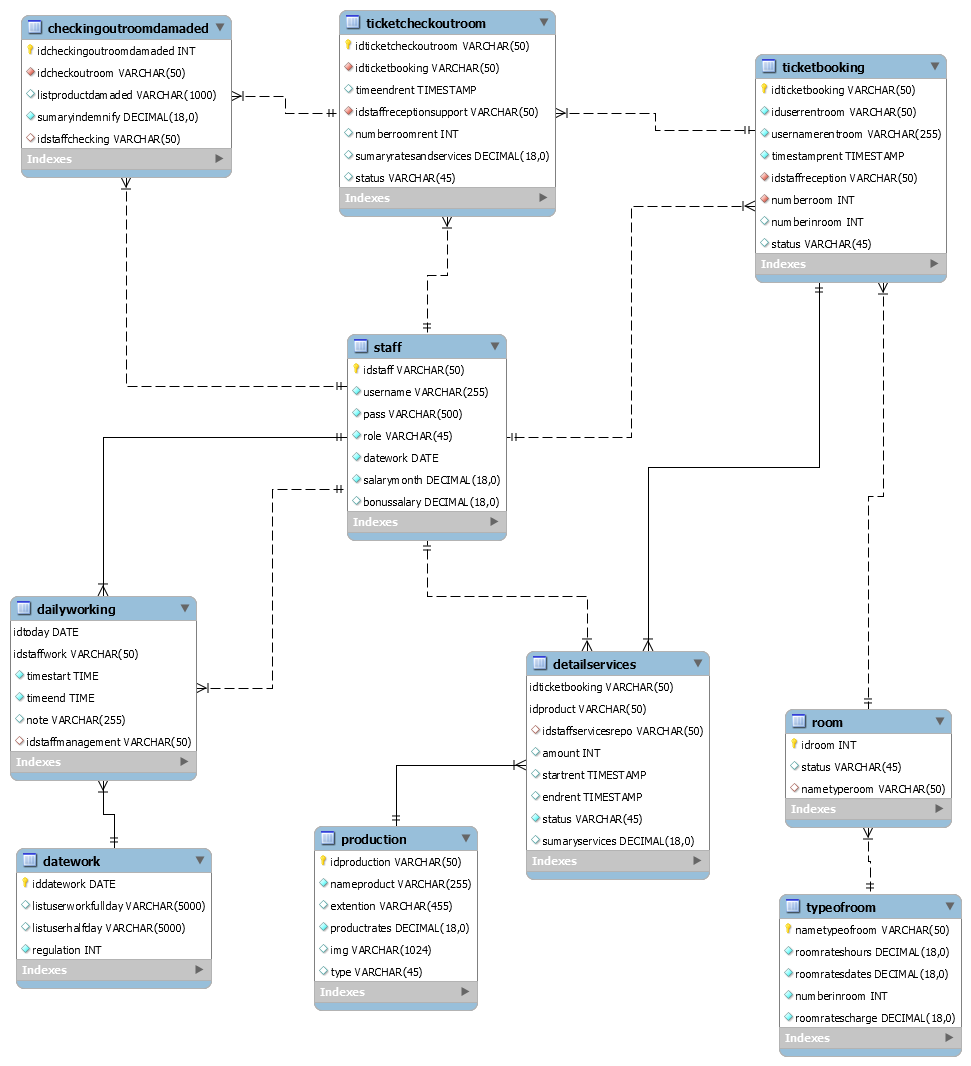 checkingoutroomdamaded
idcheckingoutroomdamaded INT
idcheckoutroom VARCHAR(50)
listproductdamaded VARCHAR(1000)
sumaryindemnify DECIMAL(18,0)
idstaffchecking VARCHAR(50)
Indexes
ticketcheckoutroom
idticketcheckoutroom VARCHAR(50)
idticketbooking VARCHAR(50)
timeendrent TIMESTAMP
idstaffreceptionsupport VARCHAR(50)
numberroomrent INT
sumaryratesandservices DECIMAL(18,0)
status VARCHAR(45)
Indexes
ticketbooking
idticketbooking VARCHAR(50)
iduserrentroom VARCHAR(50)
usernamerentroom VARCHAR(255)
timestamprent TIMESTAMP
idstaffreception VARCHAR(50)
numberroom INT
numberinroom INT
status VARCHAR(45)
Indexes
staff
idstaff VARCHAR(50)
username VARCHAR(255)
pass VARCHAR(500)
role VARCHAR(45)
datework DATE
salarymonth DECIMAL(18,0)
bonussalary DECIMAL(18,0)
Indexes
dailyworking
idtoday DATE
idstaffwork VARCHAR(50)
timestart TIME
timeend TIME
note VARCHAR(255)
idstaffmanagement VARCHAR(50)
Indexes
detailservices
idticketbooking VARCHAR(50)
idproduct VARCHAR(50)
idstaffservicesrepo VARCHAR(50)
amount INT
startrent TIMESTAMP
endrent TIMESTAMP
status VARCHAR(45)
sumaryservices DECIMAL(18,0)
Indexes
room
idroom INT
status VARCHAR(45)
nametyperoom VARCHAR(50)
Indexes
datework
iddatework DATE
listuserworkfullday VARCHAR(5000)
listuserhalfday VARCHAR(5000)
regulation INT
Indexes
production
idproduction VARCHAR(50)
nameproduct VARCHAR(255)
extention VARCHAR(455)
productrates DECIMAL(18,0)
img VARCHAR(1024)
type VARCHAR(45)
Indexes
typeofroom
nametypeofroom VARCHAR(50)
roomrateshours DECIMAL(18,0)
roomratesdates DECIMAL(18,0)
numberinroom INT
roomratescharge DECIMAL(18,0)
Indexes